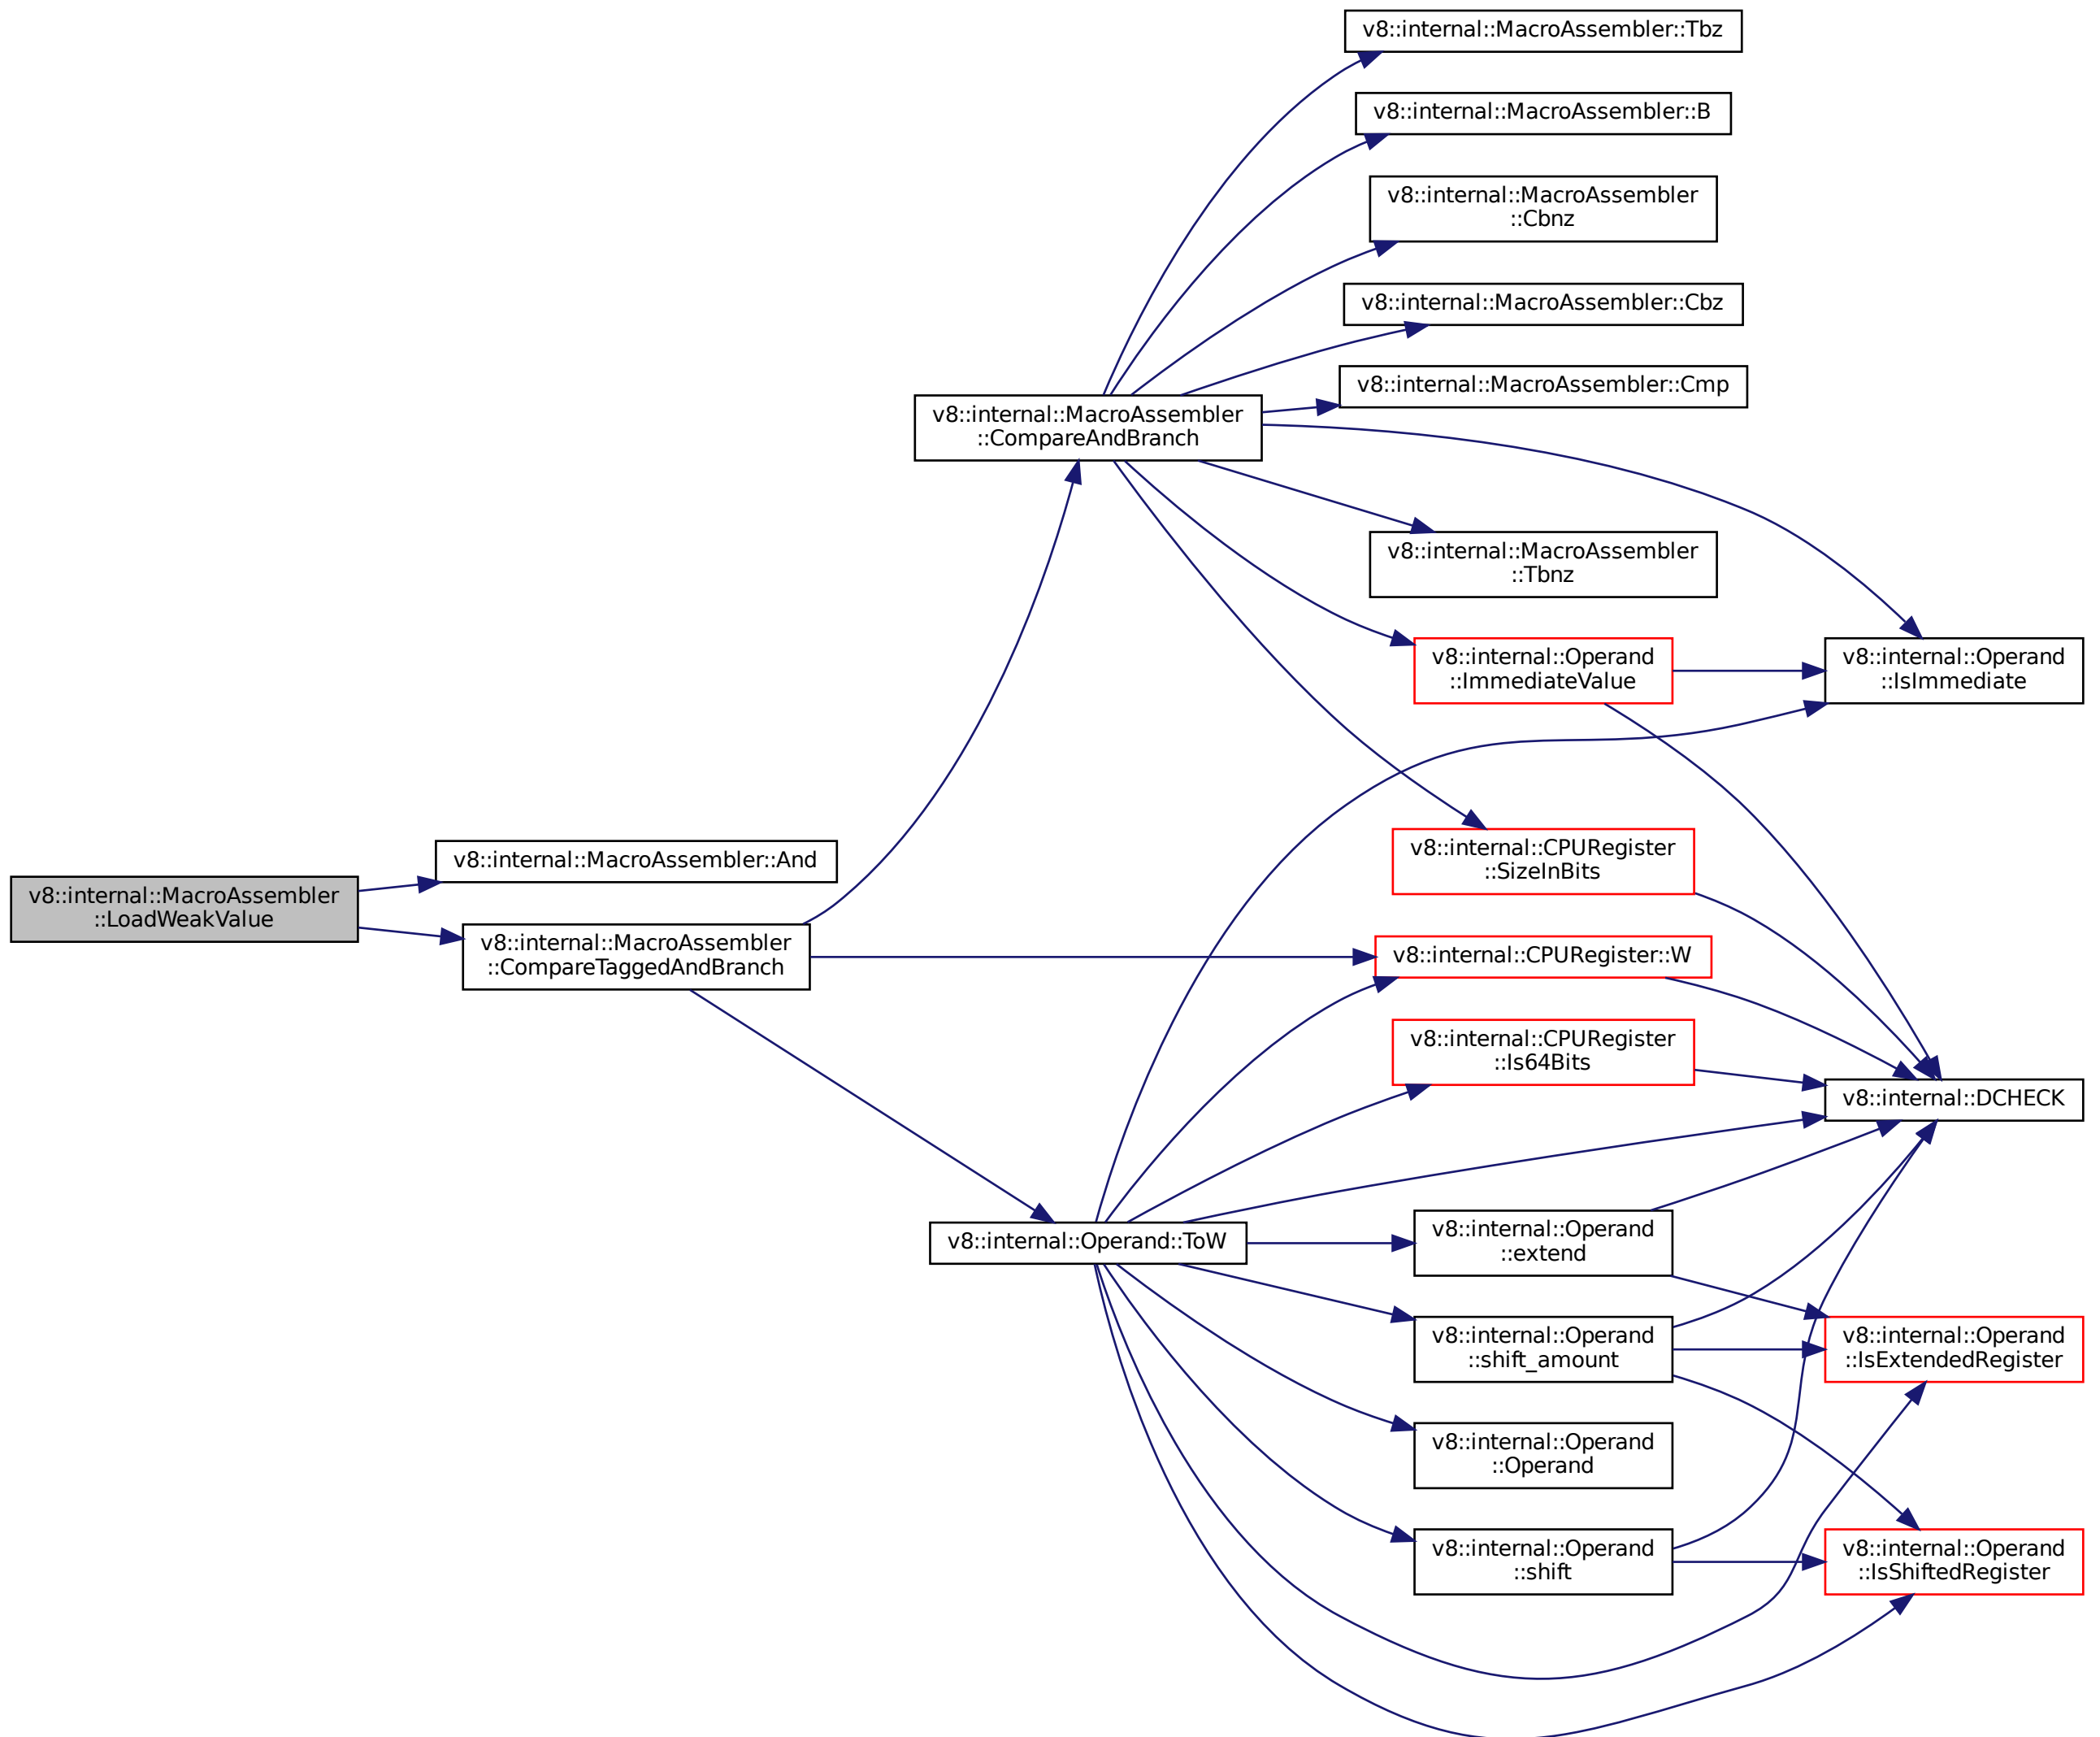 v8::internal::MacroAssembler::Tbz
v8::internal::MacroAssembler::B
v8::internal::MacroAssembler
::Cbnz
v8::internal::MacroAssembler::Cbz
v8::internal::MacroAssembler::Cmp
v8::internal::MacroAssembler
::CompareAndBranch
v8::internal::MacroAssembler
::Tbnz
v8::internal::Operand
::ImmediateValue
v8::internal::Operand
::IsImmediate
v8::internal::CPURegister
::SizeInBits
v8::internal::MacroAssembler::And
v8::internal::MacroAssembler
::LoadWeakValue
v8::internal::MacroAssembler
::CompareTaggedAndBranch
v8::internal::CPURegister::W
v8::internal::CPURegister
::Is64Bits
v8::internal::DCHECK
v8::internal::Operand::ToW
v8::internal::Operand
::extend
v8::internal::Operand
::shift_amount
v8::internal::Operand
::IsExtendedRegister
v8::internal::Operand
::Operand
v8::internal::Operand
::shift
v8::internal::Operand
::IsShiftedRegister